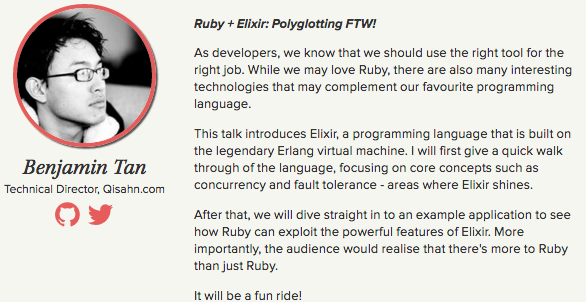 Ruby + Elixir: Polyglotting FTW!
As developers, we know that we should use the right tool for the
right job. While we may love Ruby, there are also many interesting
technologies that may complement our favourite programming
language.
This talk introduces Elixir, a programming language that is built on
the legendary Erlang virtual machine. I will first give a quick walk
through of the language, focusing on core concepts such as
concurrency and fault tolerance - areas where Elixir shines.
After that, we will dive straight in to an example application to see
how Ruby can exploit the powerful features of Elixir. More
importantly, the audience would realise that there's more to Ruby
than just Ruby.
It will be a fun ride!
Benjamin Tan
Technical Director, Qisahn.com